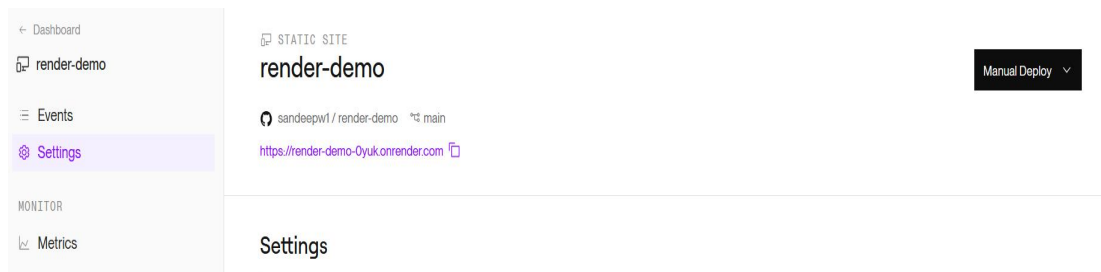 ← Dashboard
render-demo
Events
Settings
MONITOR
Metrics
STATIC SITE
render-demo
sandeepw1 / render-demo main
https://render-demo-0yuk.onrender.com
Manual Deploy
Settings